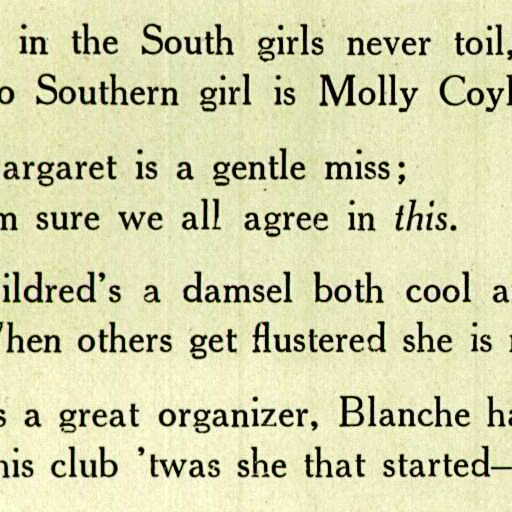 in the South girls never toil,
o Southern girl is Molly Coyl
argaret is a gentle miss;
m sure we all agree in this.
ildred's a damsel both cool a
hen others get flustered she is
s a great organizer, Blanche ha
his club 'twas she that started—